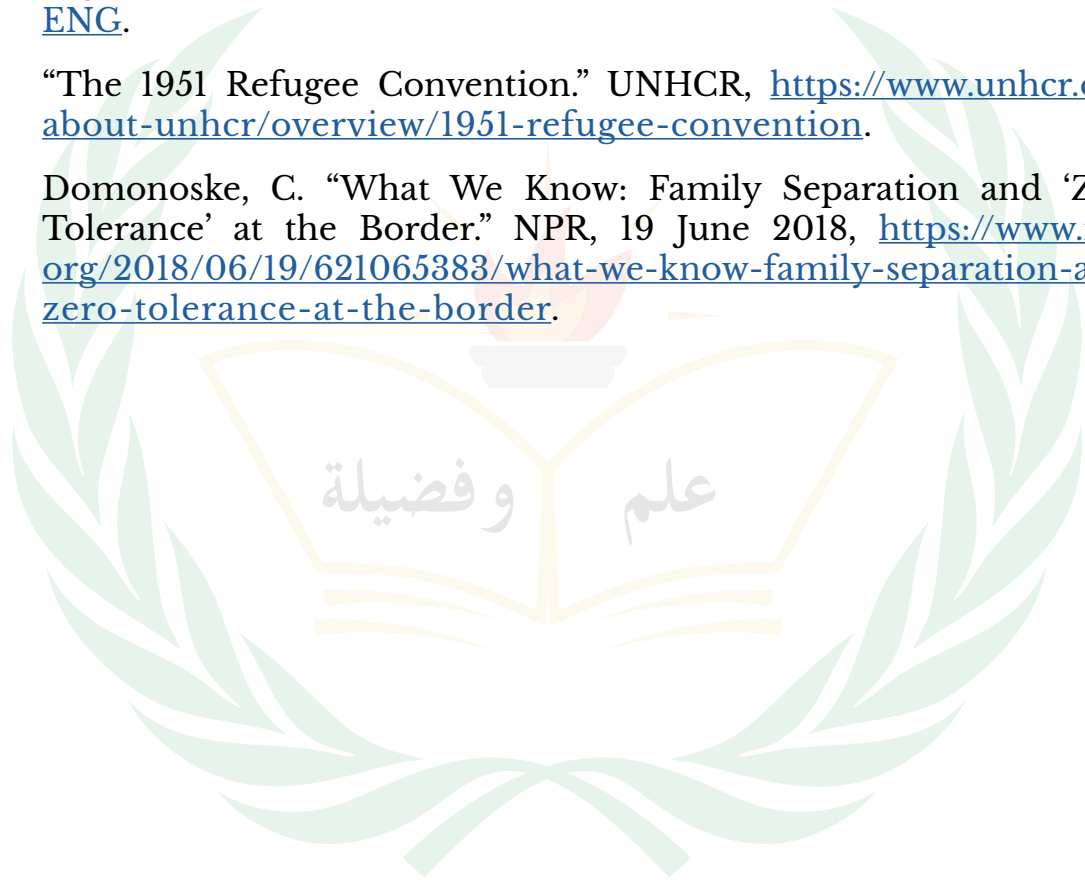 ENG.
“The 1951 Refugee Convention.” UNHCR, https://www.unhcr.
about-unhcr/overview/1951-refugee-convention.
Domonoske, C. “What We Know: Family Separation and ‘Z
Tolerance’ at the Border.” NPR, 19 June 2018, https://www.
org/2018/06/19/621065383/what-we-know-family-separation-a
zero-tolerance-at-the-border.
علم وفضيلة